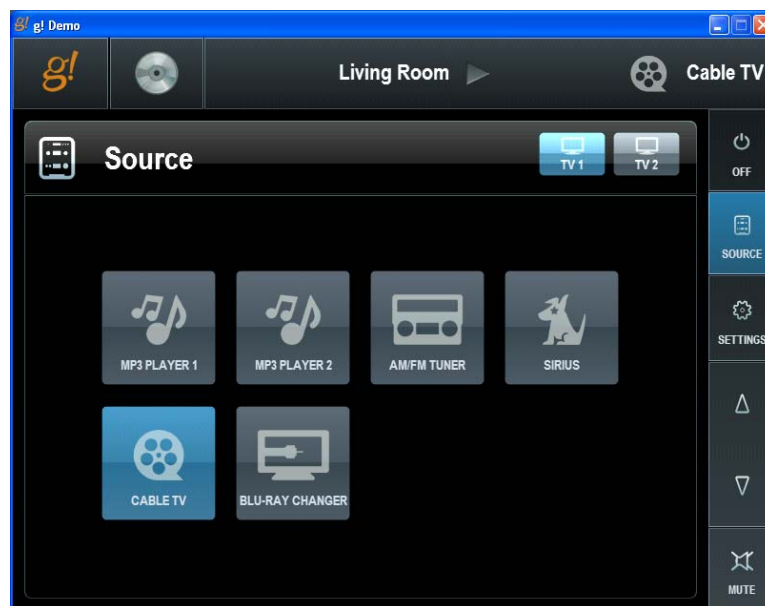 g! g! Demo
g!
Living Room
Cable TV
Source
TV 1
TV 2
OFF
SOURCE
SETTINGS
MP3 PLAYER 1
MP3 PLAYER 2
AM/FM TUNER
SIRIUS
CABLE TV
BLU-RAY CHANGER
MUTE